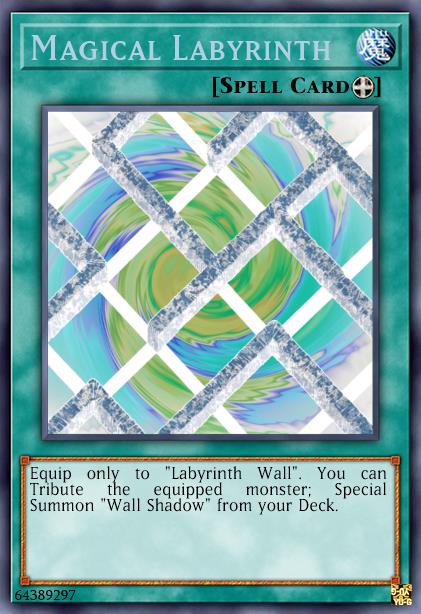 Magical Labyrinth
魔
[Spell Card]
Equip only to "Labyrinth Wall". You can
Tribute the equipped monster; Special
Summon "Wall Shadow" from your Deck.
64389297